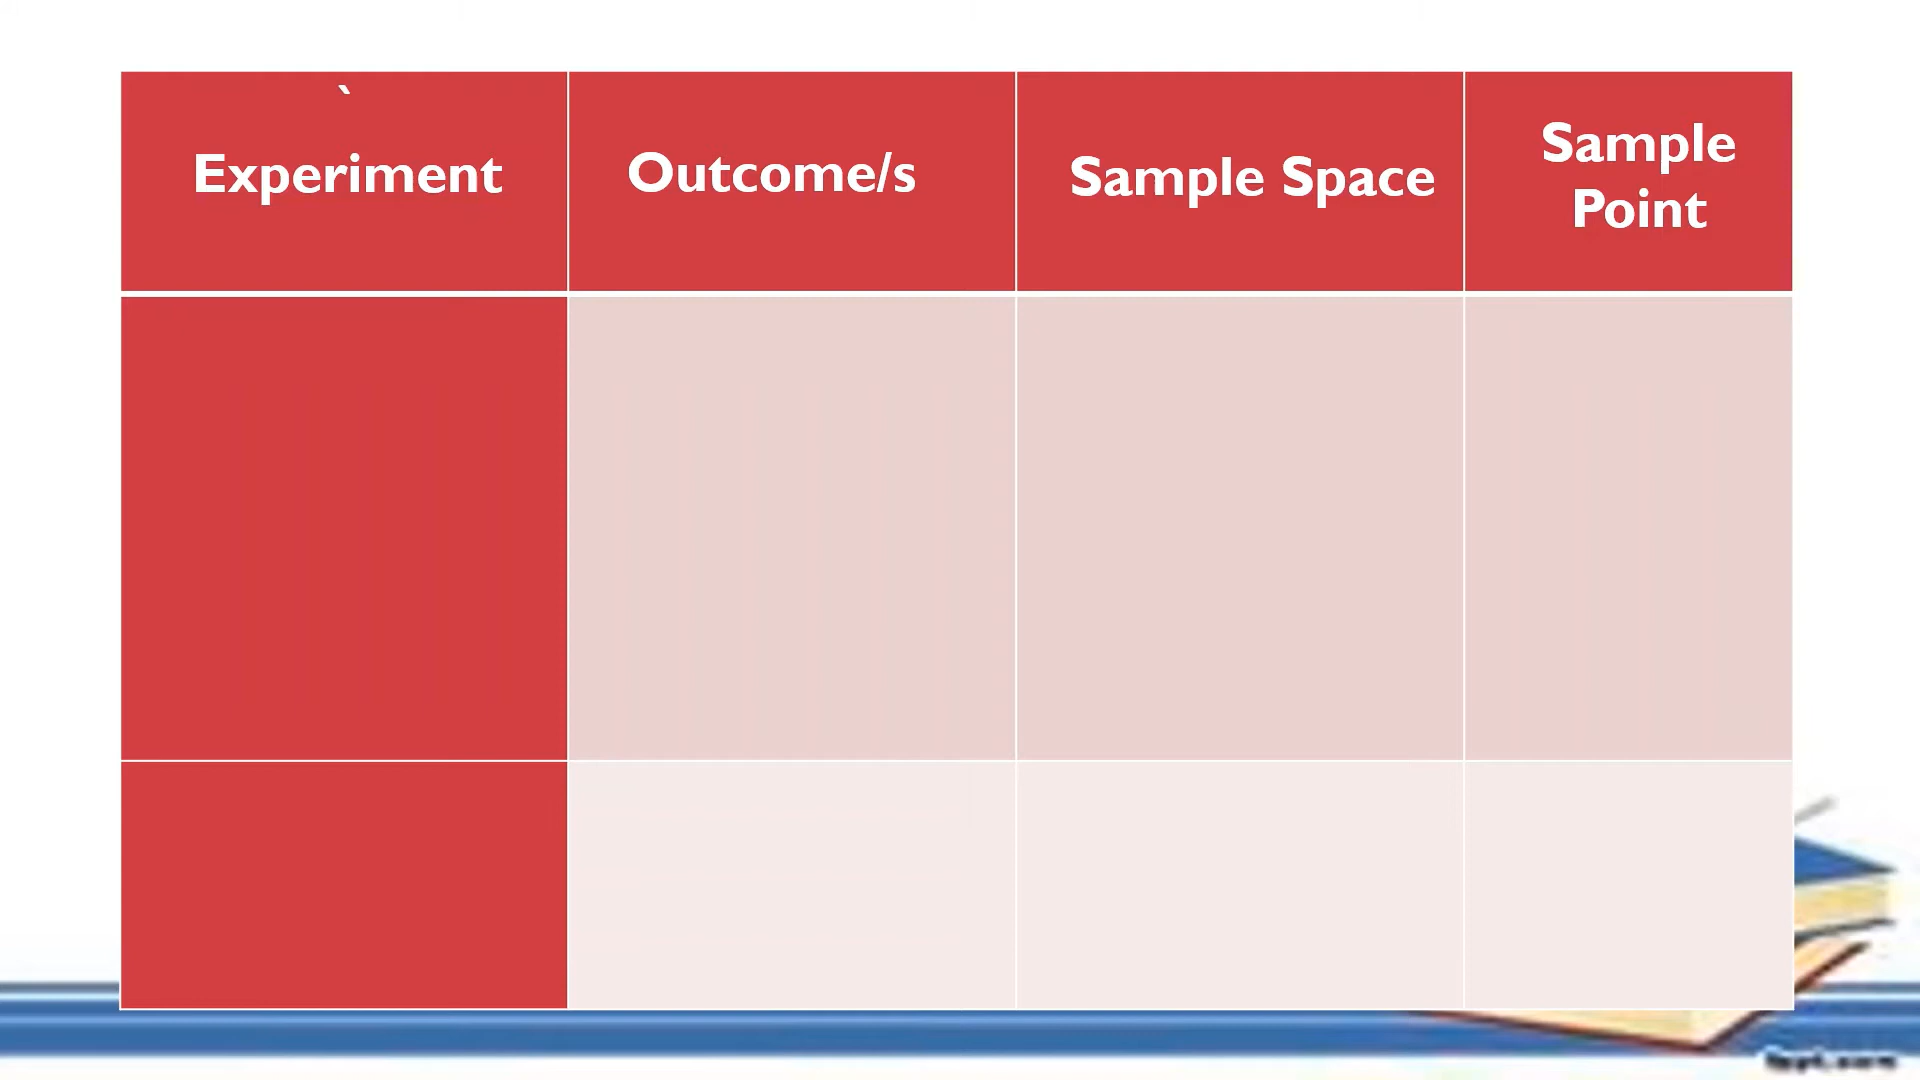 `
Experiment
Outcome/s
Sample Space
Sample
Point